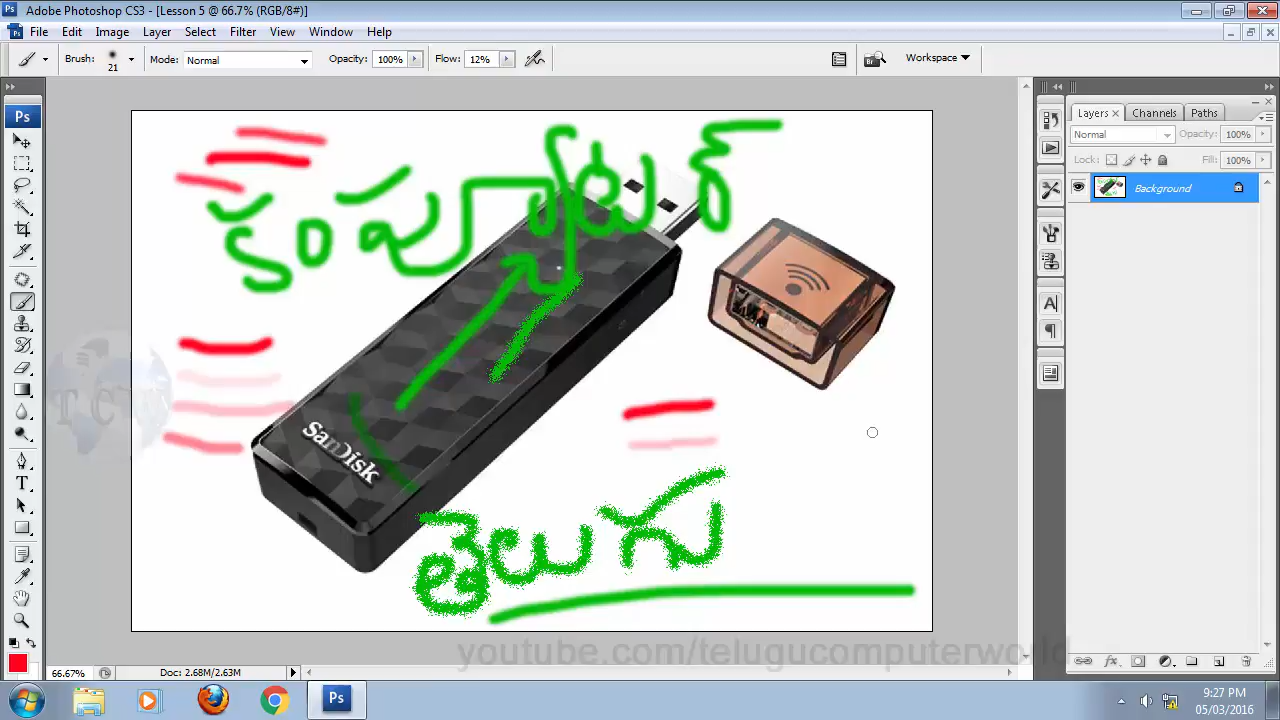 Adobe Photoshop CS3 - [Lesson 5 @ 66.7% (RGB/8#)]
File Edit Image Layer Select Filter View Window Help
Brush: 21 Mode: Normal Opacity: 100% Flow: 12% Workspace
Ps
Layers Channels Paths
Normal Opacity: 100%
Lock: Fill: 100%
Background
కంప్యూటర్
SanDisk
తెలుగు
TC
youtube.com/telugucomputerworld
66.67% Doc: 2.68M/2.63M
9:27 PM
05/03/2016